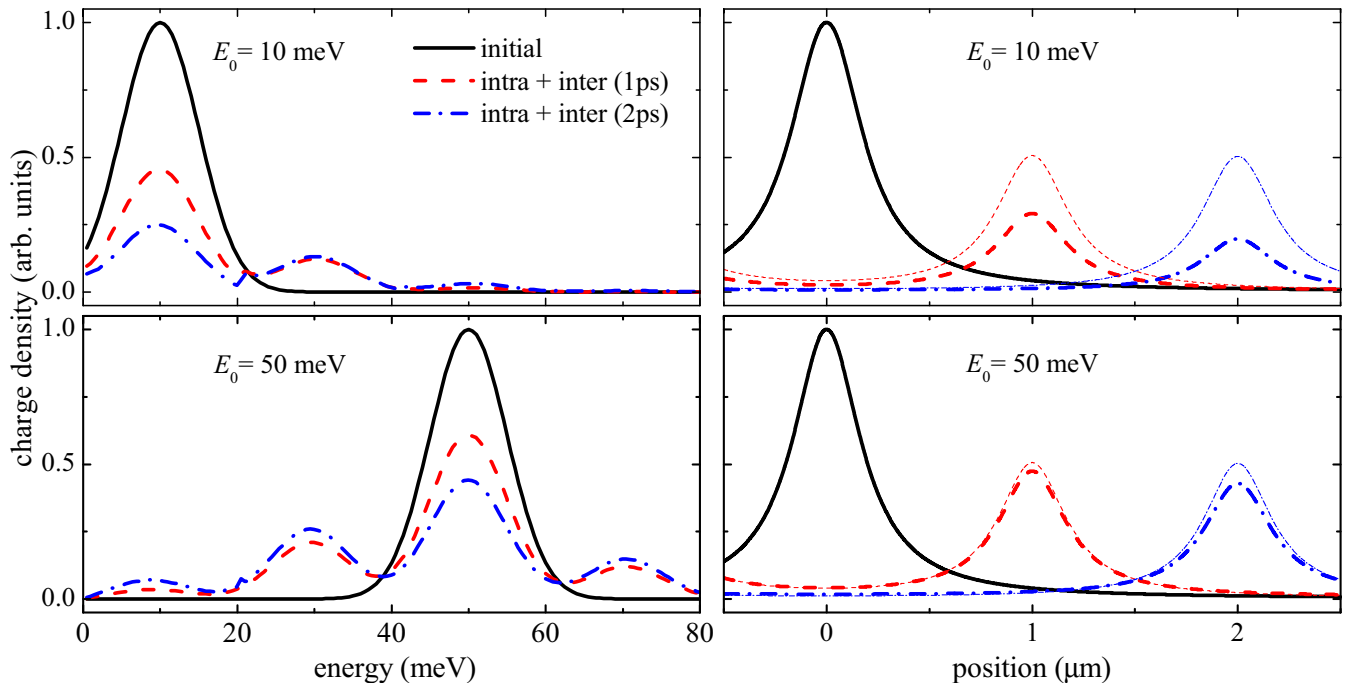 E0 = 10 meV
initial
intra + inter (1ps)
intra + inter (2ps)
E0 = 10 meV
1.0
0.5
0.0
E0 = 50 meV
E0 = 50 meV
1.0
0.5
0.0
charge density (arb. units)
0 20 40 60 80
0 1 2
energy (meV)
position (μm)